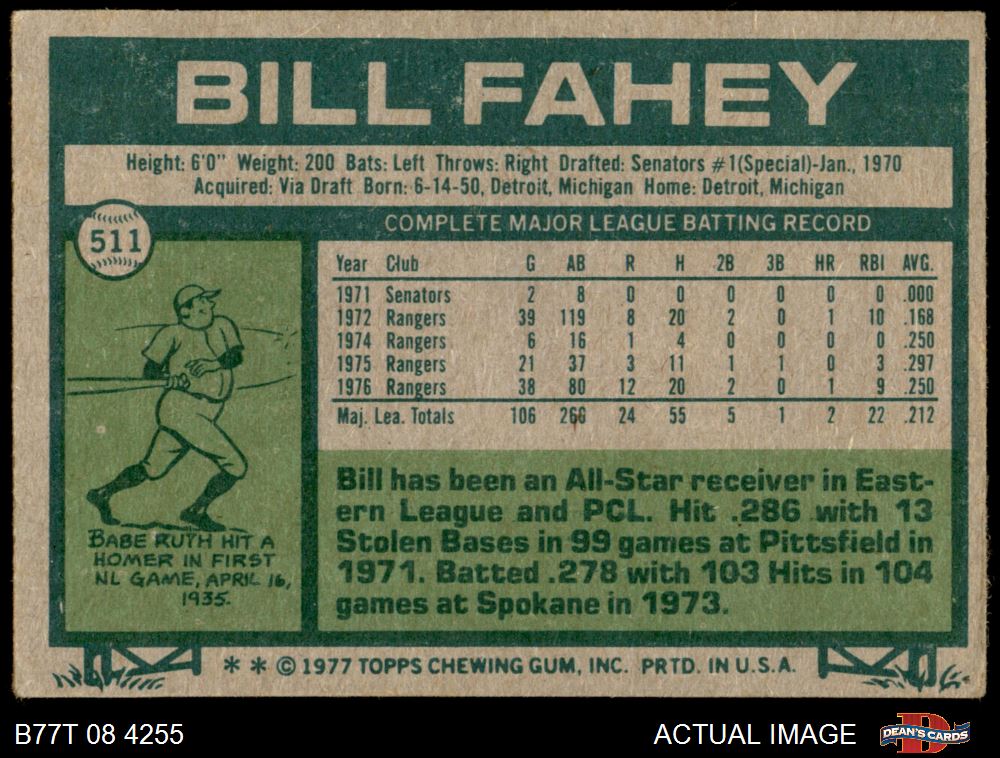 BILL FAHEY
Height: 6'0" Weight: 200 Bats: Left Throws: Right Drafted: Senators #1(Special)-Jan., 1970
Acquired: Via Draft Born: 6-14-50, Detroit, Michigan Home: Detroit, Michigan
511
COMPLETE MAJOR LEAGUE BATTING RECORD
Year Club G AB R H 2B 3B HR RBI AVG.
1971 Senators 2 8 0 0 0 0 0 0 .000
1972 Rangers 39 119 8 20 2 0 1 10 .168
1974 Rangers 6 16 1 4 0 0 0 0 .250
1975 Rangers 21 37 3 11 1 1 0 3 .297
1976 Rangers 38 80 12 20 2 0 1 9 .250
Maj. Lea. Totals 106 260 24 55 5 1 2 22 .212
BABE RUTH HIT A
HOMER IN FIRST
NL GAME, APRIL 16,
1935.
Bill has been an All-Star receiver in East-
ern League and PCL. Hit .286 with 13
Stolen Bases in 99 games at Pittsfield in
1971. Batted .278 with 103 Hits in 104
games at Spokane in 1973.
* * © 1977 TOPPS CHEWING GUM, INC. PRTD. IN U.S.A.
B77T 08 4255
ACTUAL IMAGE
DEAN'S CARDS